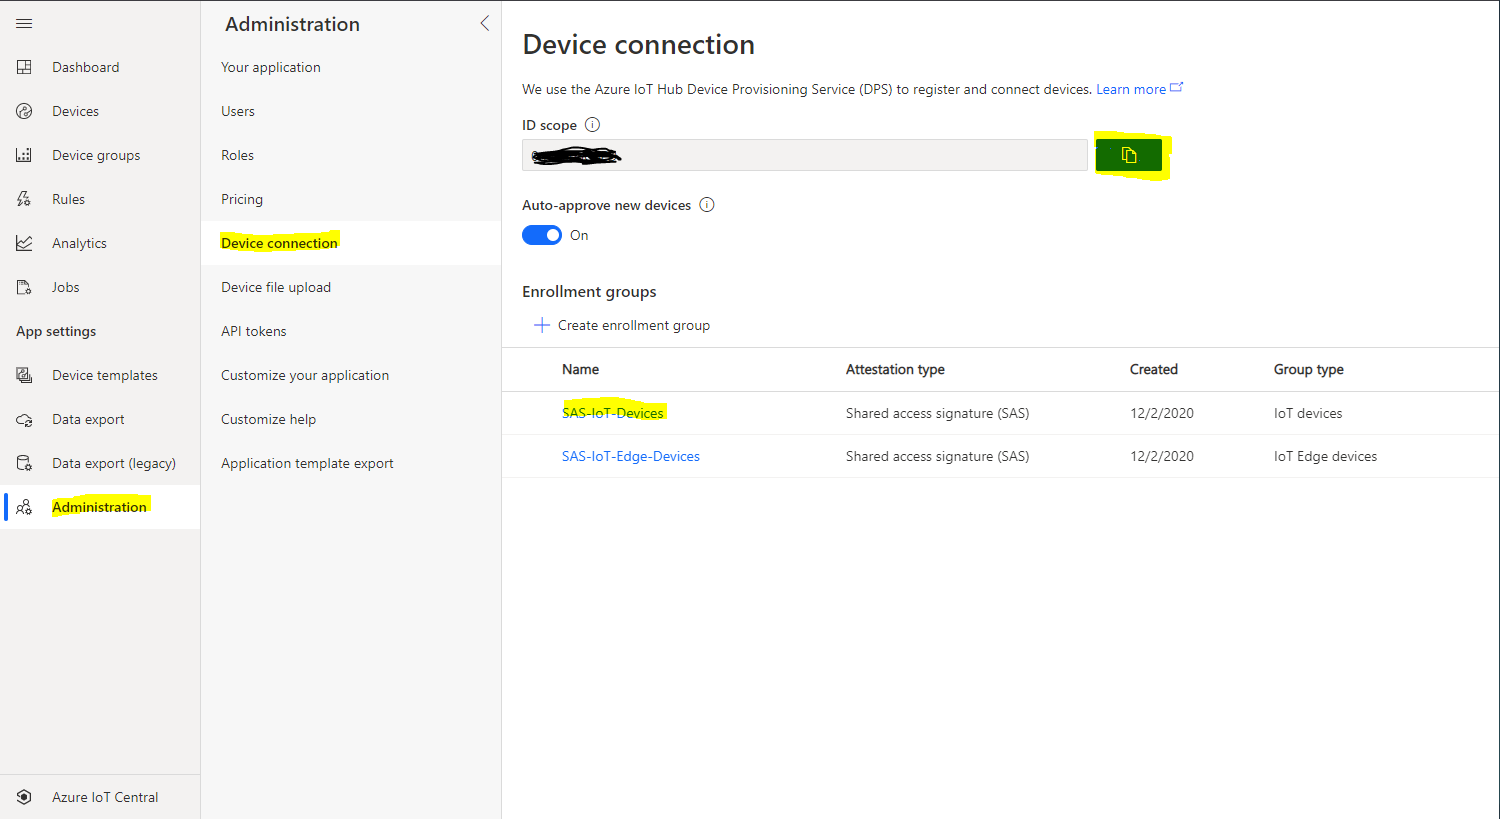 Dashboard
Devices
Device groups
Rules
Analytics
Jobs
App settings
Device templates
Data export
Data export (legacy)
Administration
Azure IoT Central
Administration
Your application
Users
Roles
Pricing
Device connection
Device file upload
API tokens
Customize your application
Customize help
Application template export
Device connection
We use the Azure IoT Hub Device Provisioning Service (DPS) to register and connect devices. Learn more
ID scope
Auto-approve new devices
On
Enrollment groups
Create enrollment group
Name Attestation type Created Group type
SAS-IoT-Devices Shared access signature (SAS) 12/2/2020 IoT devices
SAS-IoT-Edge-Devices Shared access signature (SAS) 12/2/2020 IoT Edge devices